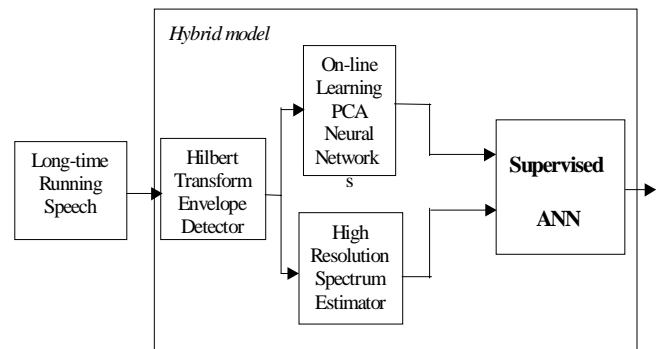 Hybrid model
On-line
Learning
PCA
Neural
Network
s
Long-time
Running
Speech
Hilbert
Transform
Envelope
Detector
High
Resolution
Spectrum
Estimator
Supervised
ANN